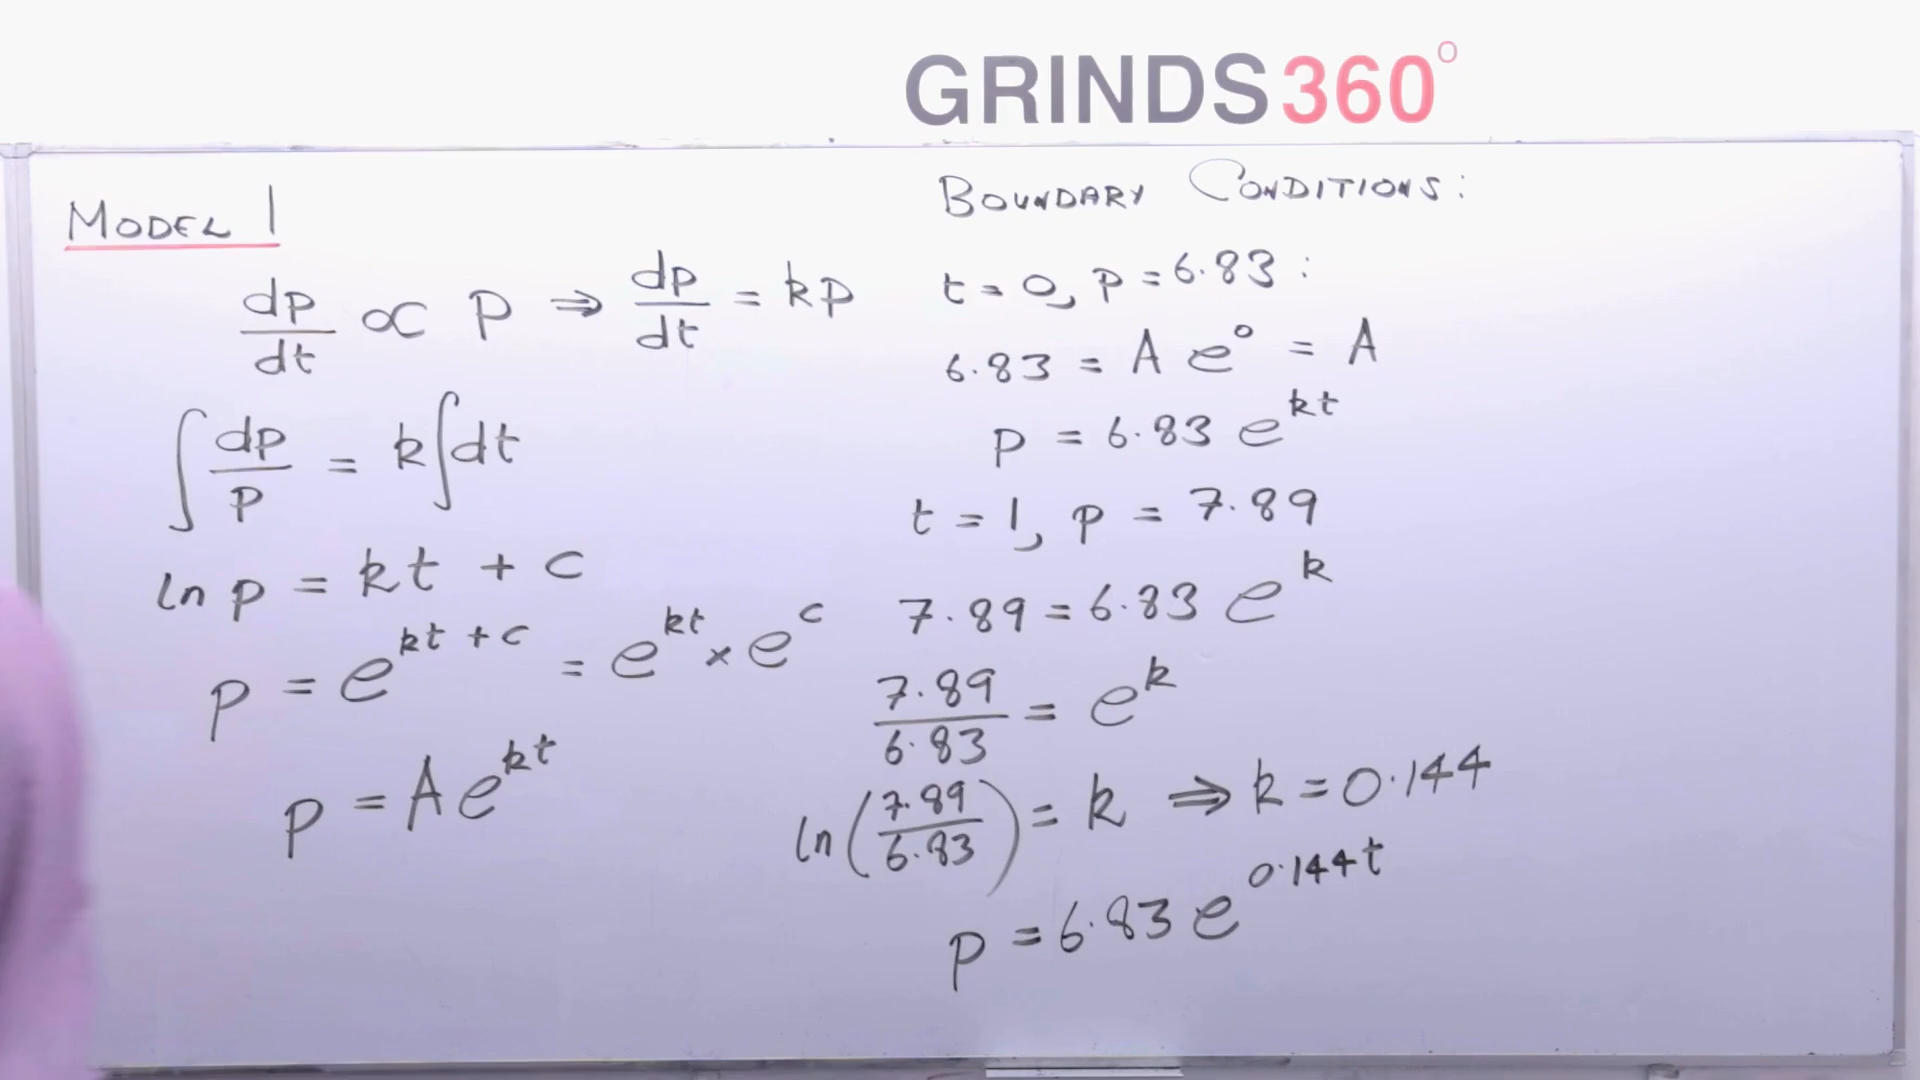 GRINDS360°
MODEL 1
dp/dt ∝ P ⇒ dp/dt = kp
∫ dp/p = k∫dt
ln p = kt + c
p = e^(kt + c) = e^(kt) × e^c
p = A e^(kt)
BOUNDARY CONDITIONS:
t = 0, p = 6.83 :
6.83 = A e^0 = A
p = 6.83 e^(kt)
t = 1, p = 7.89
7.89 = 6.83 e^k
7.89/6.83 = e^k
ln(7.89/6.83) = k ⇒ k = 0.144
p = 6.83 e^(0.144t)